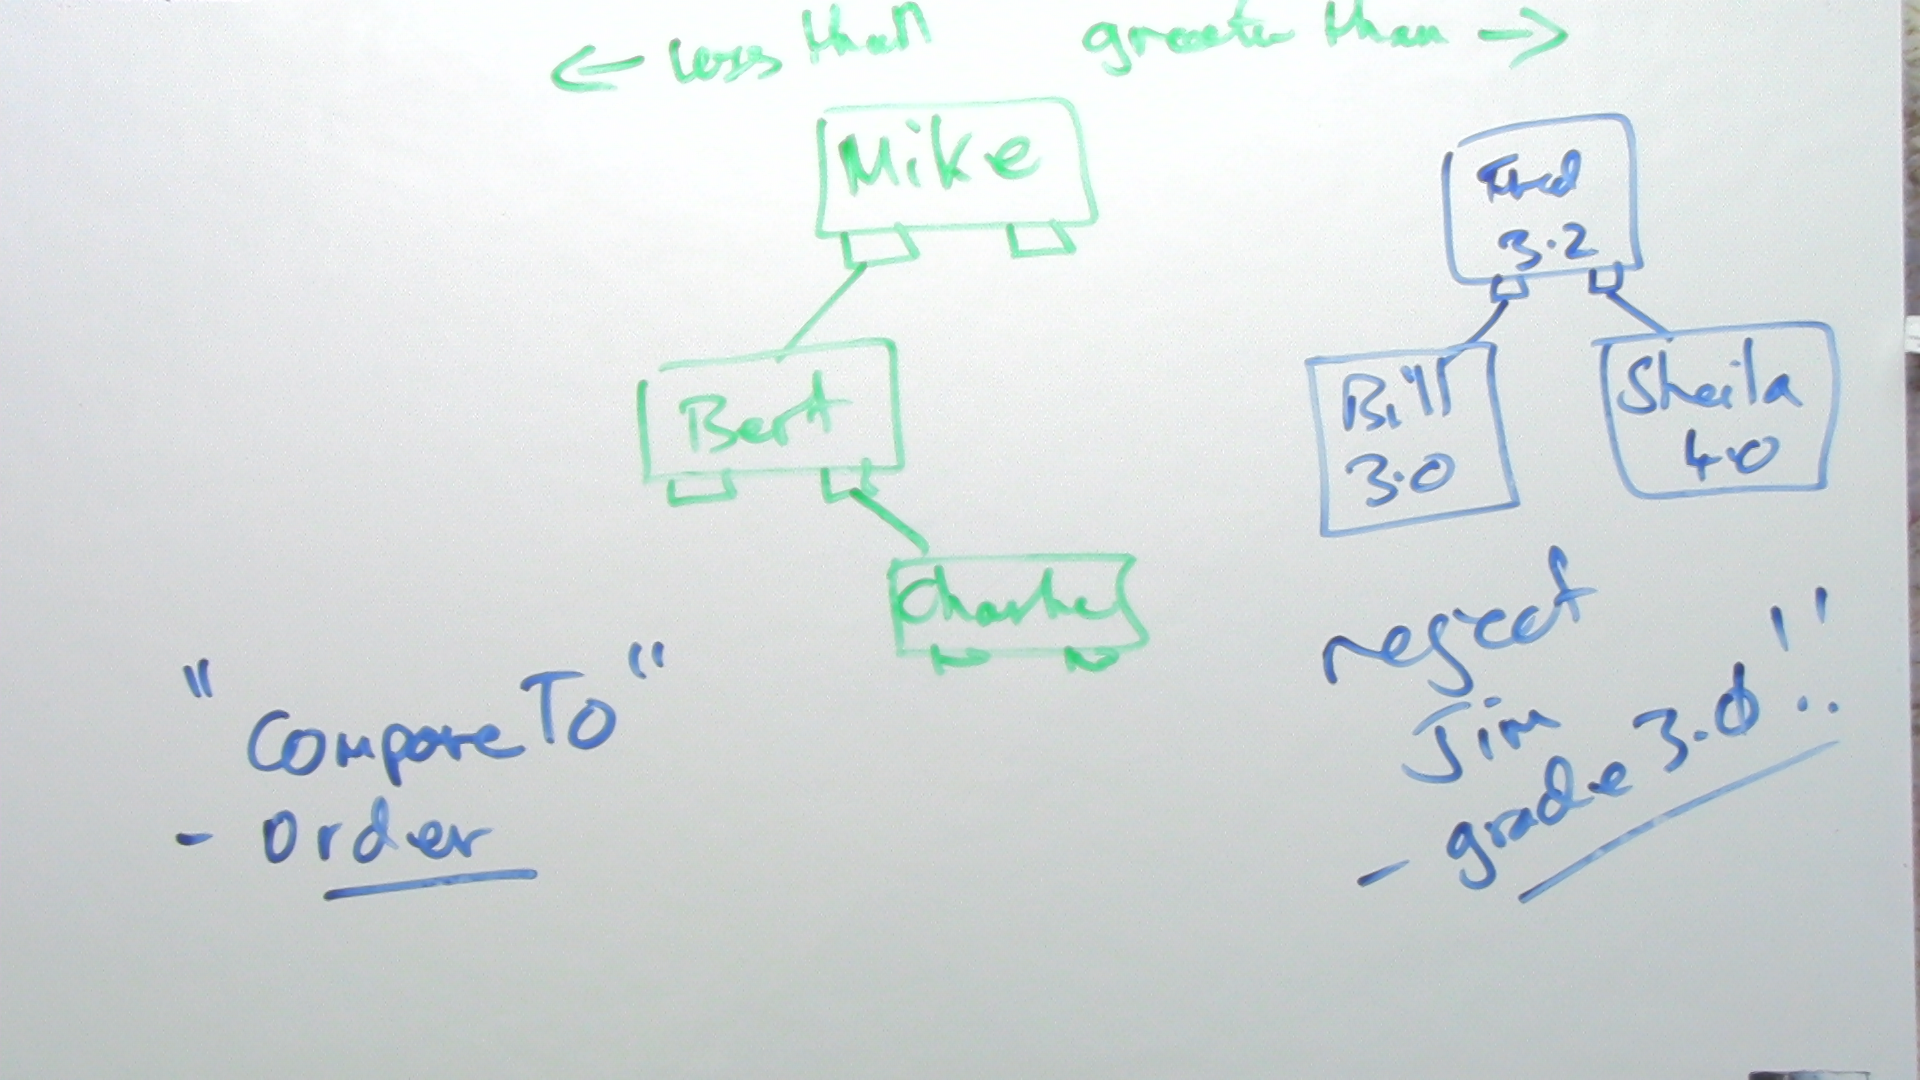 ← less than greater than →
Mike
Fred
3.2
Bert
Bill
3.0
Sheila
4.0
Charlie
"CompareTo"
- Order
reject
Jim
- grade 3.0!!